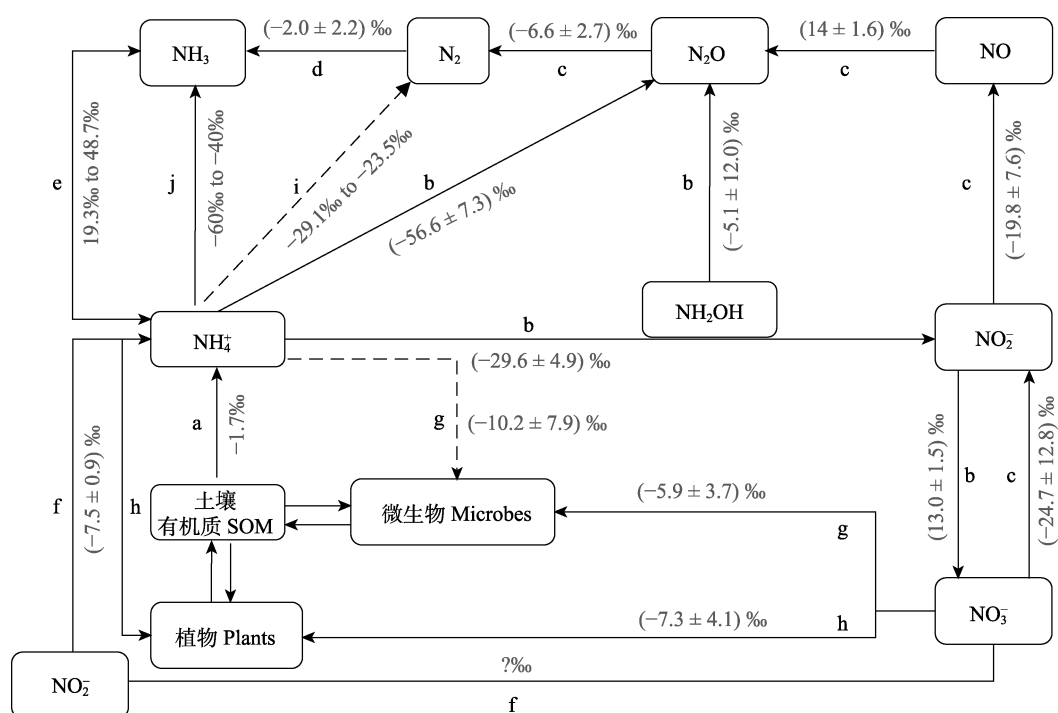 (−2.0 ± 2.2) ‰
(−6.6 ± 2.7) ‰
(14 ± 1.6) ‰
NH₃
N₂
N₂O
NO
d
c
c
e
19.3‰ to 48.7‰
j
−60‰ to −40‰
i
−29.1‰ to −23.5‰
b
(−56.6 ± 7.3) ‰
b
(−5.1 ± 12.0) ‰
c
(−19.8 ± 7.6) ‰
NH₂OH
NH₄⁺
b
NO₂⁻
(−29.6 ± 4.9) ‰
a
−1.7‰
g
(−10.2 ± 7.9) ‰
f
(−7.5 ± 0.9) ‰
h
(13.0 ± 1.5) ‰
b
c
(−24.7 ± 12.8) ‰
土壤
有机质 SOM
微生物 Microbes
(−5.9 ± 3.7) ‰
g
植物 Plants
(−7.3 ± 4.1) ‰
h
NO₃⁻
NO₂⁻
?‰
f